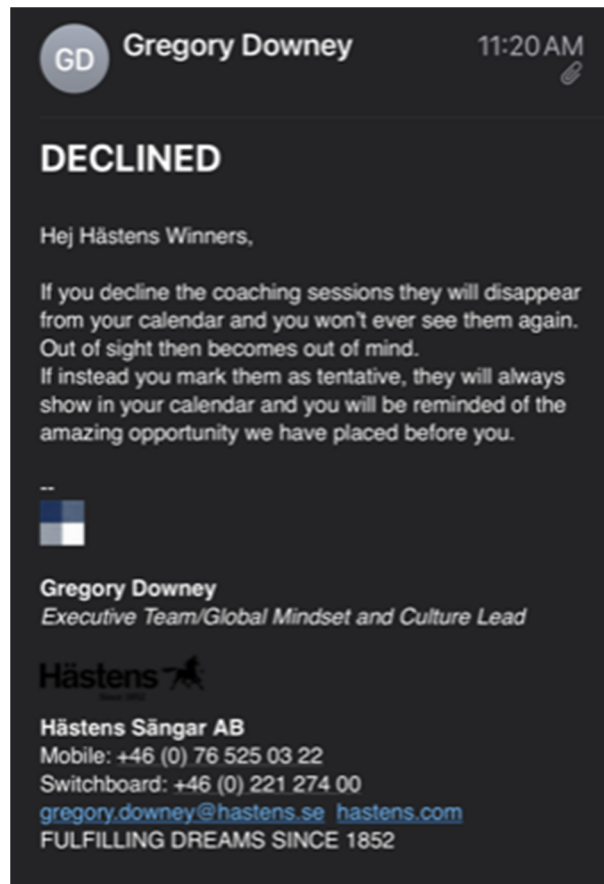 GD
Gregory Downey
11:20 AM
DECLINED
Hej Hästens Winners,
If you decline the coaching sessions they will disappear
from your calendar and you won't ever see them again.
Out of sight then becomes out of mind.
If instead you mark them as tentative, they will always
show in your calendar and you will be reminded of the
amazing opportunity we have placed before you.
--
Gregory Downey
Executive Team/Global Mindset and Culture Lead
Hästens
Since 1852
Hästens Sängar AB
Mobile: +46 (0) 76 525 03 22
Switchboard: +46 (0) 221 274 00
gregory.downey@hastens.se hastens.com
FULFILLING DREAMS SINCE 1852